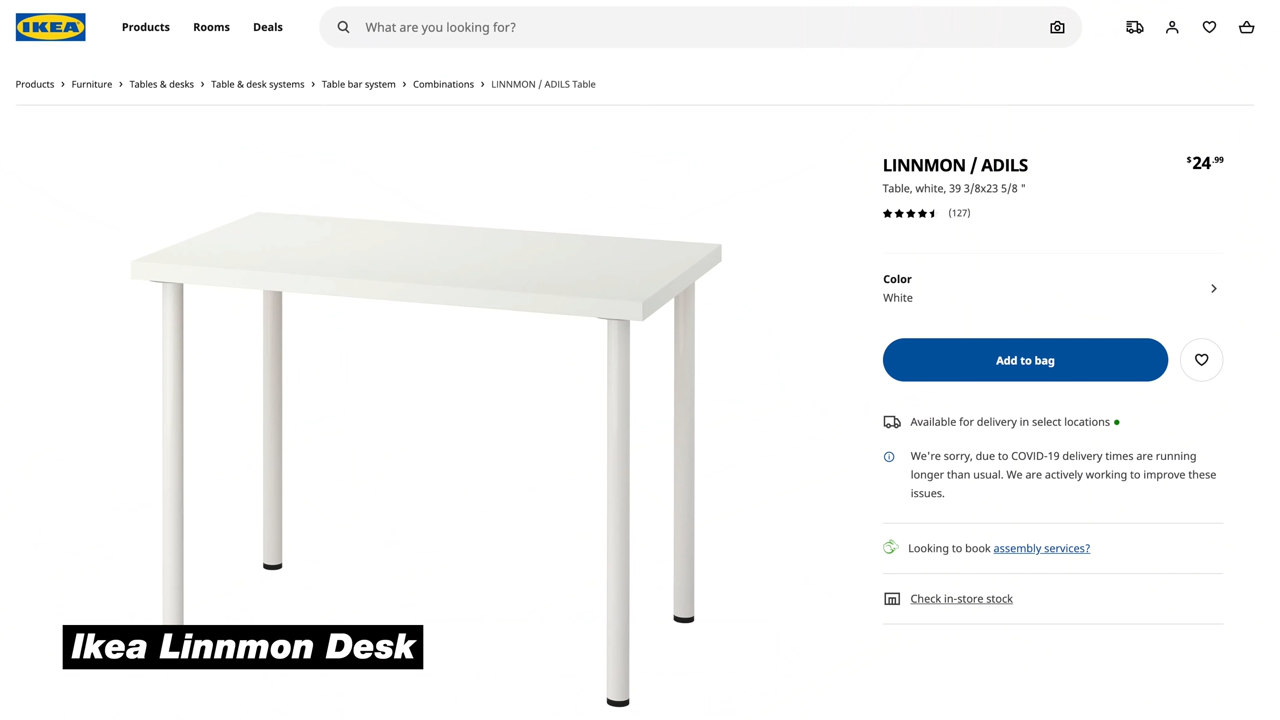 IKEA
Products Rooms Deals
What are you looking for?
Products › Furniture › Tables & desks › Table & desk systems › Table bar system › Combinations › LINNMON / ADILS Table
LINNMON / ADILS
$24.99
Table, white, 39 3/8x23 5/8 "
(127)
Color
White
Add to bag
Available for delivery in select locations
We're sorry, due to COVID-19 delivery times are running
longer than usual. We are actively working to improve these
issues.
Looking to book assembly services?
Check in-store stock
Ikea Linnmon Desk